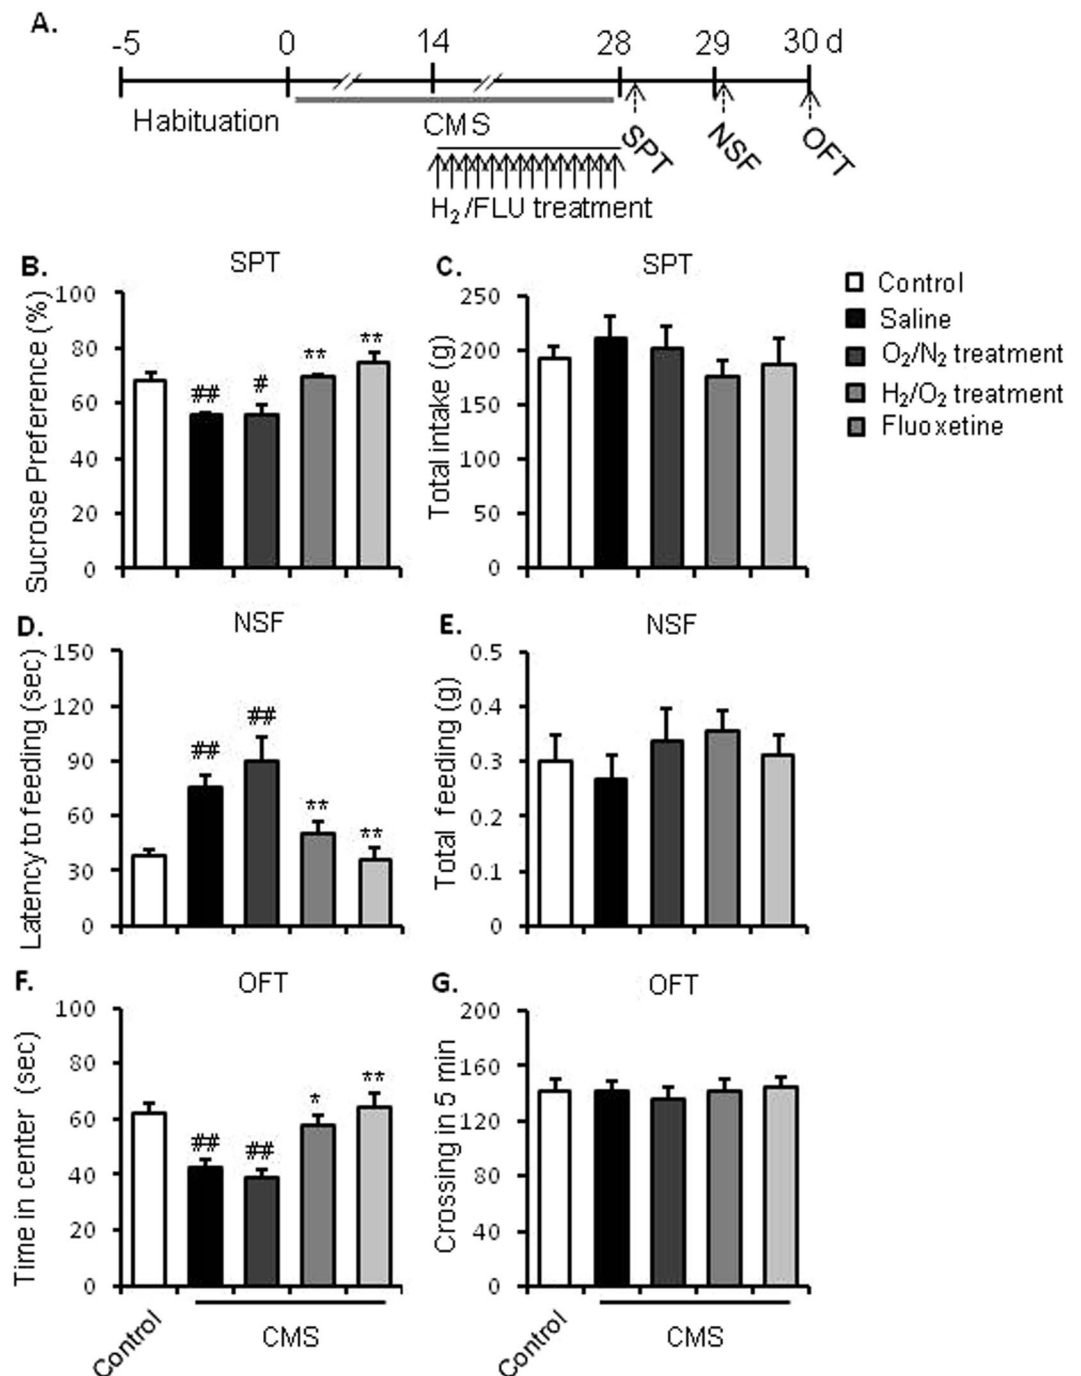 A.
-5 0 14 28 29 30 d
Habituation
CMS
SPT
NSF
OFT
H2/FLU treatment
B.
SPT
Sucrose Preference (%)
100
80
60
40
20
0
##
#
**
**
C.
SPT
Total intake (g)
250
200
150
100
50
0
Control
Saline
O2/N2 treatment
H2/O2 treatment
Fluoxetine
D.
NSF
Latency to feeding (sec)
150
120
90
60
30
0
##
##
**
**
E.
NSF
Total feeding (g)
0.5
0.4
0.3
0.2
0.1
0
F.
OFT
Time in center (sec)
100
80
60
40
20
0
##
##
*
**
Control
CMS
G.
OFT
Crossing in 5 min
200
160
120
80
40
0
Control
CMS